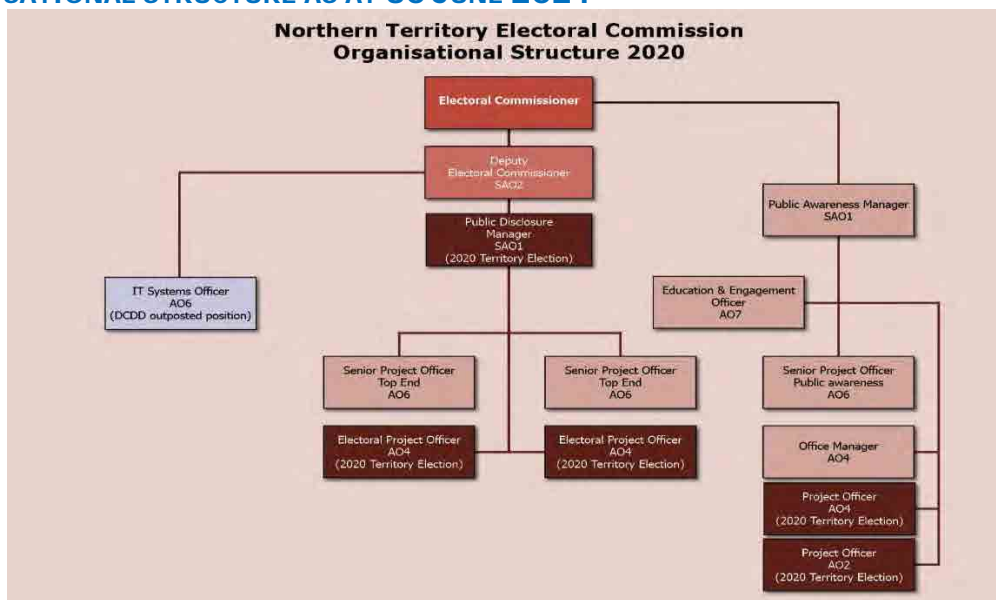 Northern Territory Electoral Commission
Organisational Structure 2020
Electoral Commissioner
Deputy
Electoral Commissioner
SAO2
Public Disclosure
Manager
SAO1
(2020 Territory Election)
Public Awareness Manager
SAO1
IT Systems Officer
AO6
(DCDD outposted position)
Education & Engagement
Officer
AO7
Senior Project Officer
Top End
AO6
Senior Project Officer
Top End
AO6
Senior Project Officer
Public awareness
AO6
Electoral Project Officer
AO4
(2020 Territory Election)
Electoral Project Officer
AO4
(2020 Territory Election)
Office Manager
AO4
Project Officer
AO4
(2020 Territory Election)
Project Officer
AO2
(2020 Territory Election)